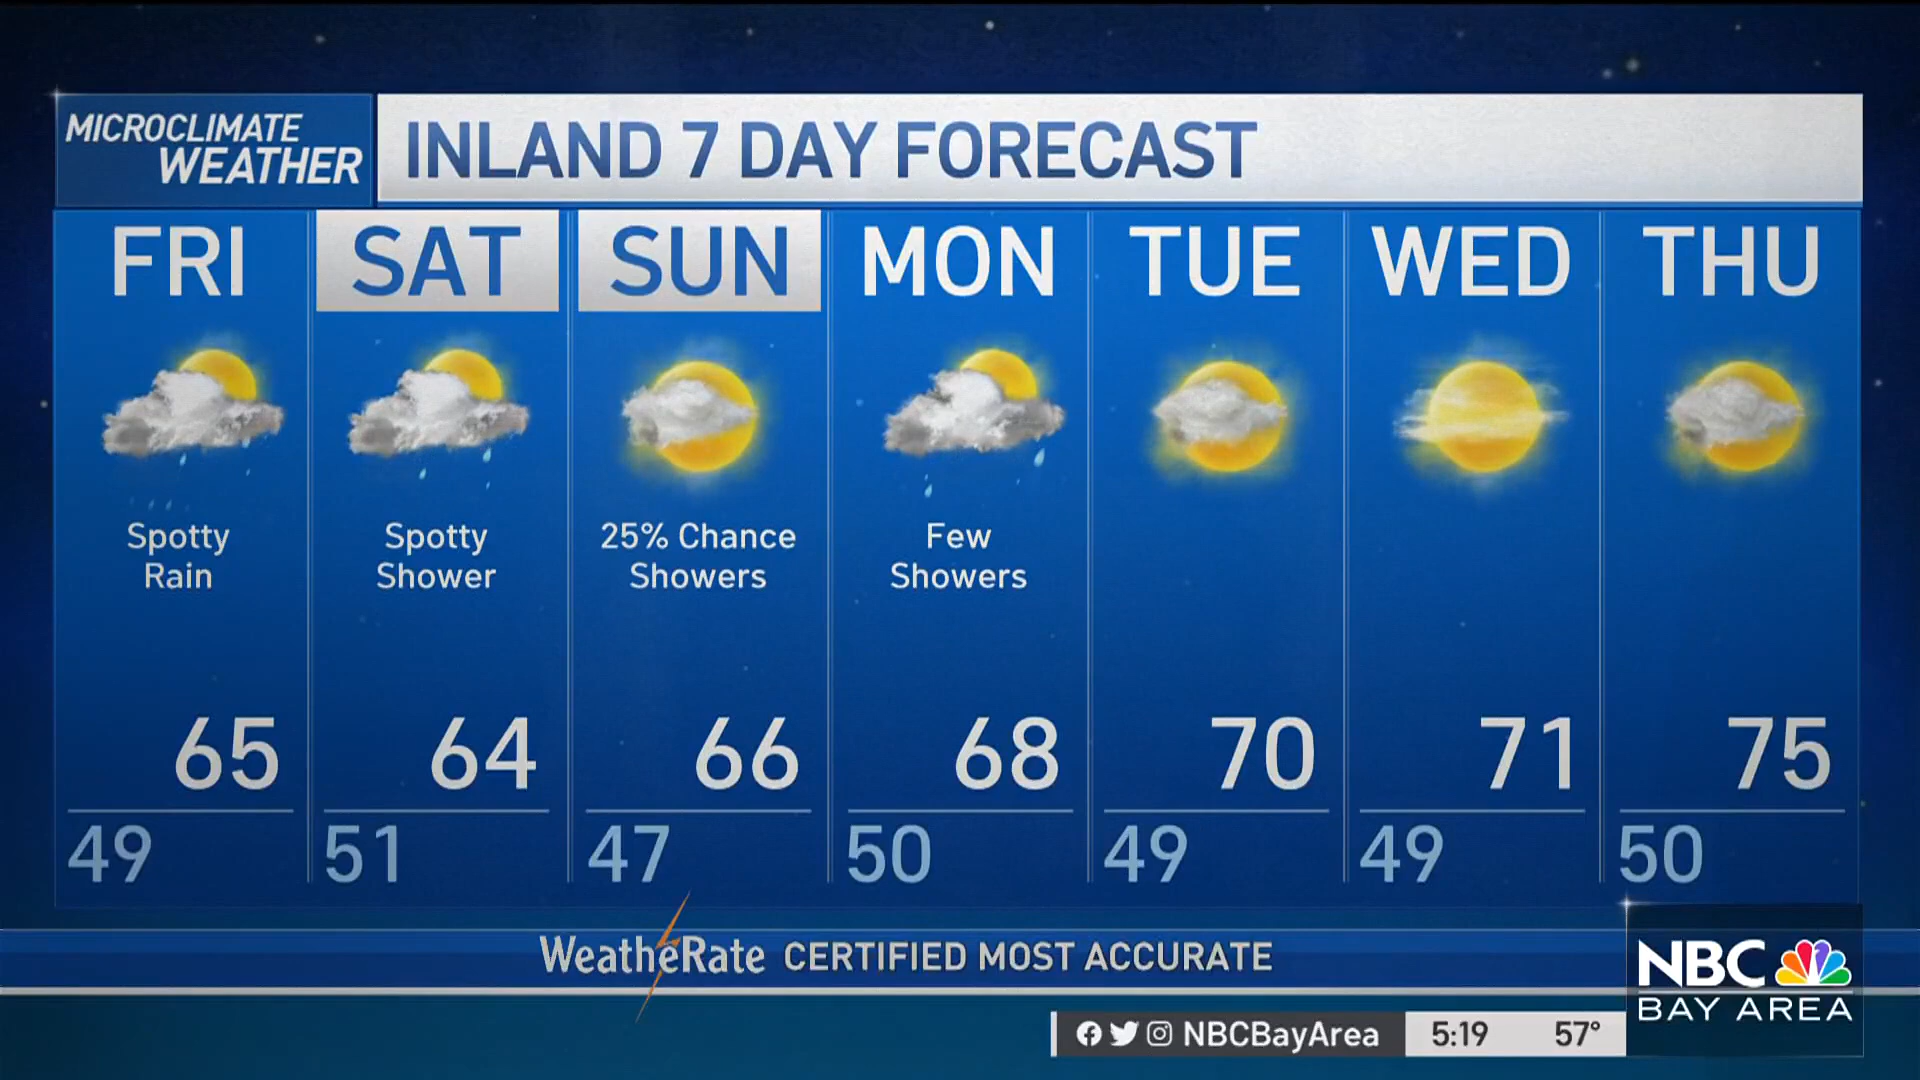 MICROCLIMATE
WEATHER
INLAND 7 DAY FORECAST
FRI
SAT
SUN
MON
TUE
WED
THU
Spotty
Rain
Spotty
Shower
25% Chance
Showers
Few
Showers
65
64
66
68
70
71
75
49
51
47
50
49
49
50
WeatheRate CERTIFIED MOST ACCURATE
NBC
BAY AREA
NBCBayArea
5:19
57°